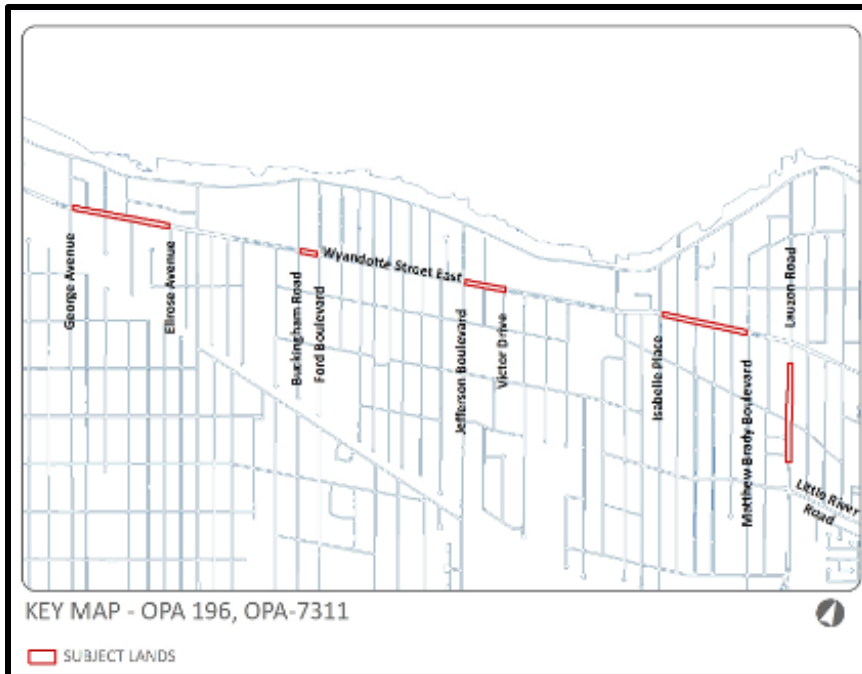 George Avenue
Ellrose Avenue
Buckingham Road
Ford Boulevard
Wyandotte Street East
Jefferson Boulevard
Victor Drive
Isabelle Place
Matthew Brady Boulevard
Lauzon Road
Little River
Road
KEY MAP - OPA 196, OPA-7311
SUBJECT LANDS